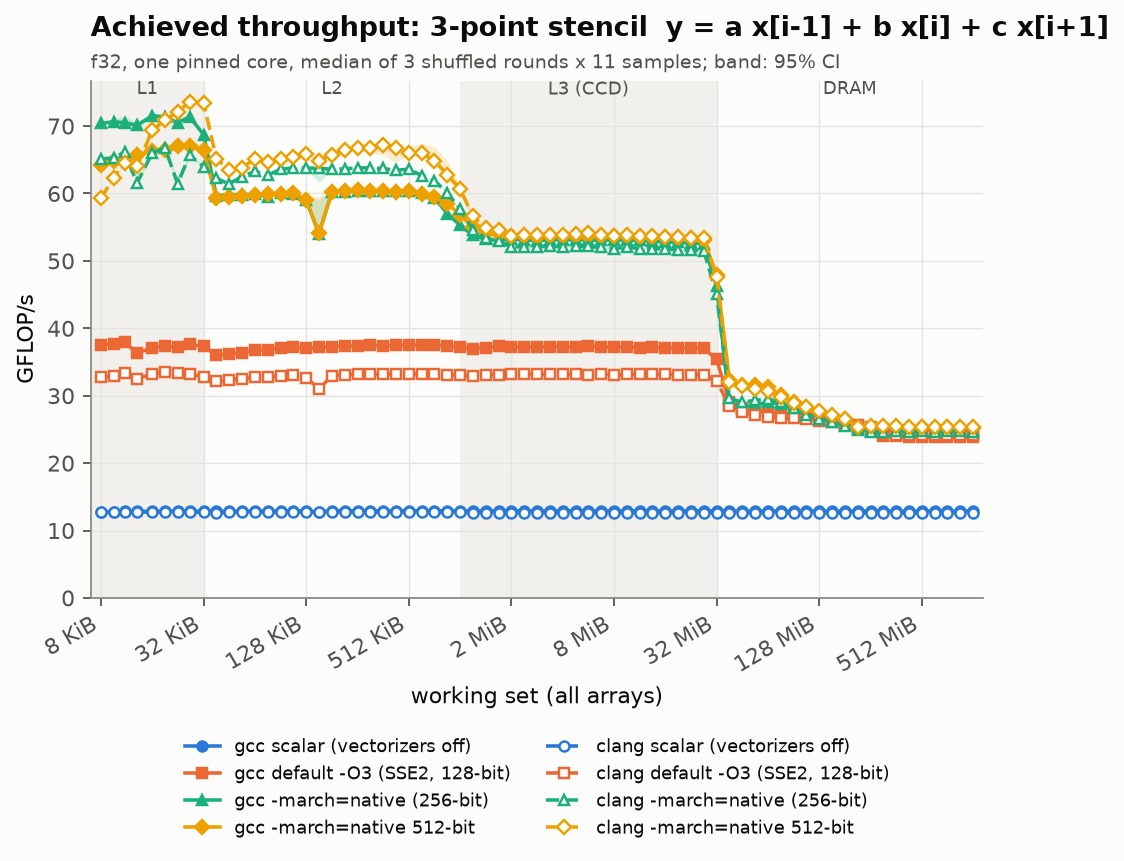 Achieved throughput: 3-point stencil  y = a x[i-1] + b x[i] + c x[i+1]
f32, one pinned core, median of 3 shuffled rounds x 11 samples; band: 95% CI
L1 L2 L3 (CCD) DRAM
70
60
50
40
30
20
10
0
GFLOP/s
8 KiB 32 KiB 128 KiB 512 KiB 2 MiB 8 MiB 32 MiB 128 MiB 512 MiB
working set (all arrays)
gcc scalar (vectorizers off)
gcc default -O3 (SSE2, 128-bit)
gcc -march=native (256-bit)
gcc -march=native 512-bit
clang scalar (vectorizers off)
clang default -O3 (SSE2, 128-bit)
clang -march=native (256-bit)
clang -march=native 512-bit